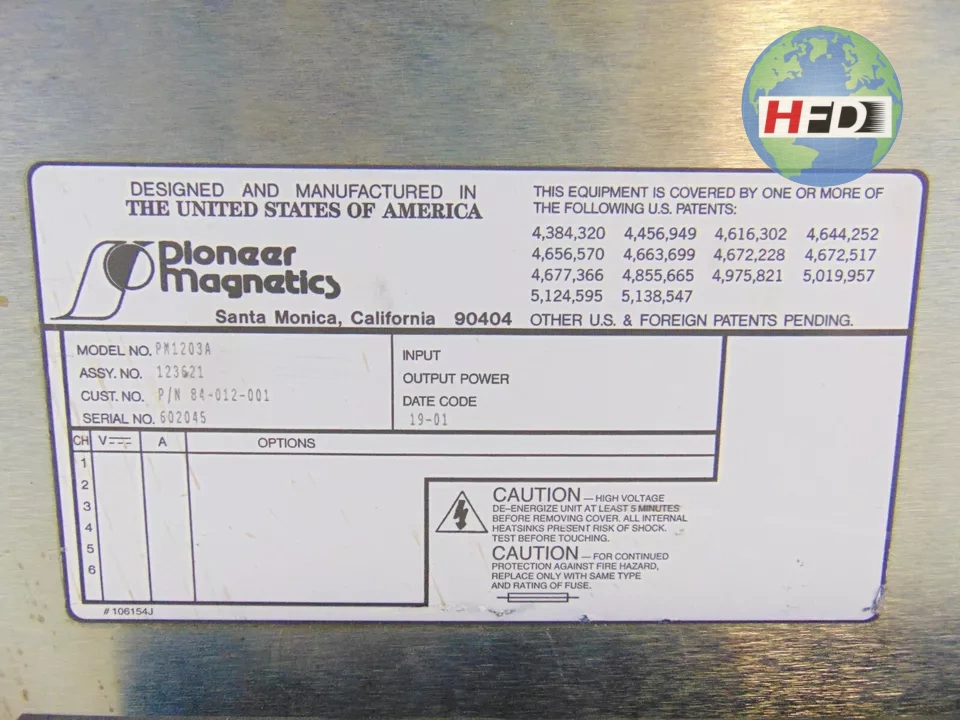 HFD
DESIGNED AND MANUFACTURED IN
THE UNITED STATES OF AMERICA
Pioneer
Magnetics
Santa Monica, California 90404
THIS EQUIPMENT IS COVERED BY ONE OR MORE OF
THE FOLLOWING U.S. PATENTS:
4,384,320 4,456,949 4,616,302 4,644,252
4,656,570 4,663,699 4,672,228 4,672,517
4,677,366 4,855,665 4,975,821 5,019,957
5,124,595 5,138,547
OTHER U.S. & FOREIGN PATENTS PENDING.
MODEL NO. PM1203A
ASSY. NO. 123621
CUST. NO. P/N 84-012-001
SERIAL NO. 602045
INPUT
OUTPUT POWER
DATE CODE
19-01
CH V A OPTIONS
1
2
3
4
5
6
CAUTION — HIGH VOLTAGE
DE-ENERGIZE UNIT AT LEAST 5 MINUTES
BEFORE REMOVING COVER. ALL INTERNAL
HEATSINKS PRESENT RISK OF SHOCK.
TEST BEFORE TOUCHING.
CAUTION — FOR CONTINUED
PROTECTION AGAINST FIRE HAZARD,
REPLACE ONLY WITH SAME TYPE
AND RATING OF FUSE.
# 106154J